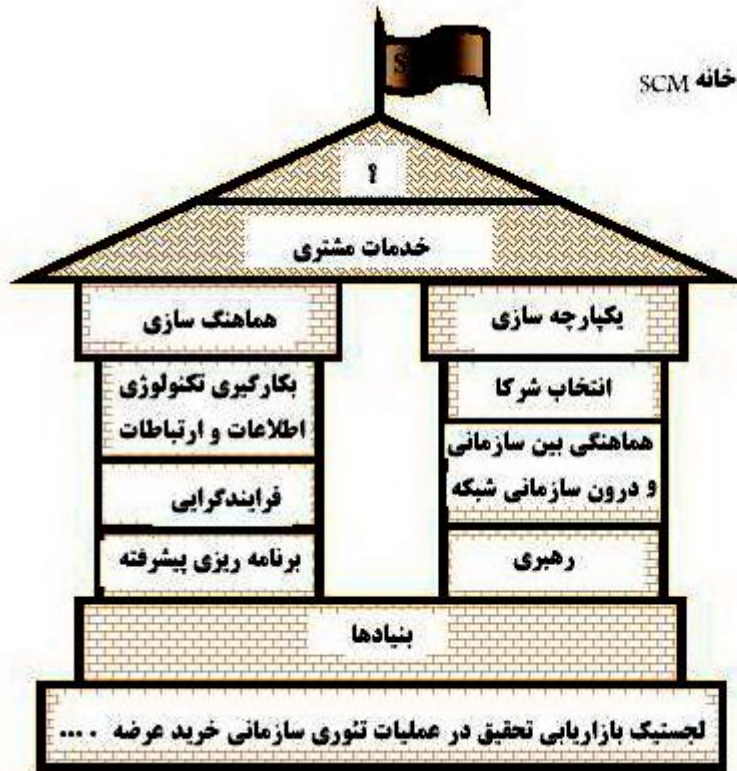 خانه SCM
S
؟
خدمات مشتری
یکپارچه سازی
هماهنگ سازی
انتخاب شرکا
هماهنگی بین سازمانی
و درون سازمانی شبکه
رهبری
بکارگیری تکنولوژی
اطلاعات و ارتباطات
فرایندگرایی
برنامه ریزی پیشرفته
بنیادها
لجستیک بازاریابی تحقیق در عملیات تئوری سازمانی خرید عرضه . ...